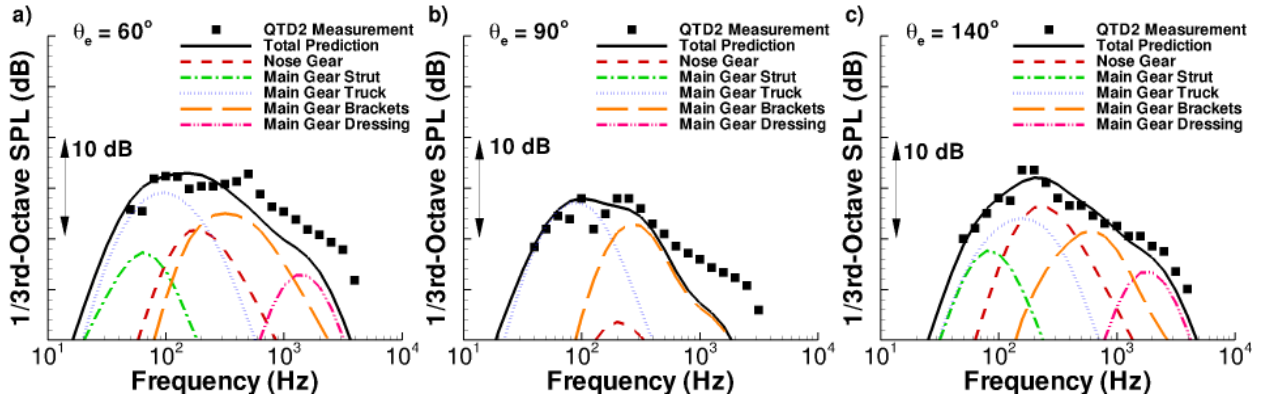 a)
θe = 60°
QTD2 Measurement
Total Prediction
Nose Gear
Main Gear Strut
Main Gear Truck
Main Gear Brackets
Main Gear Dressing
10 dB
1/3rd-Octave SPL (dB)
10¹ 10² 10³ 10⁴
Frequency (Hz)
b)
θe = 90°
QTD2 Measurement
Total Prediction
Nose Gear
Main Gear Strut
Main Gear Truck
Main Gear Brackets
Main Gear Dressing
10 dB
1/3rd-Octave SPL (dB)
10¹ 10² 10³ 10⁴
Frequency (Hz)
c)
θe = 140°
QTD2 Measurement
Total Prediction
Nose Gear
Main Gear Strut
Main Gear Truck
Main Gear Brackets
Main Gear Dressing
10 dB
1/3rd-Octave SPL (dB)
10¹ 10² 10³ 10⁴
Frequency (Hz)